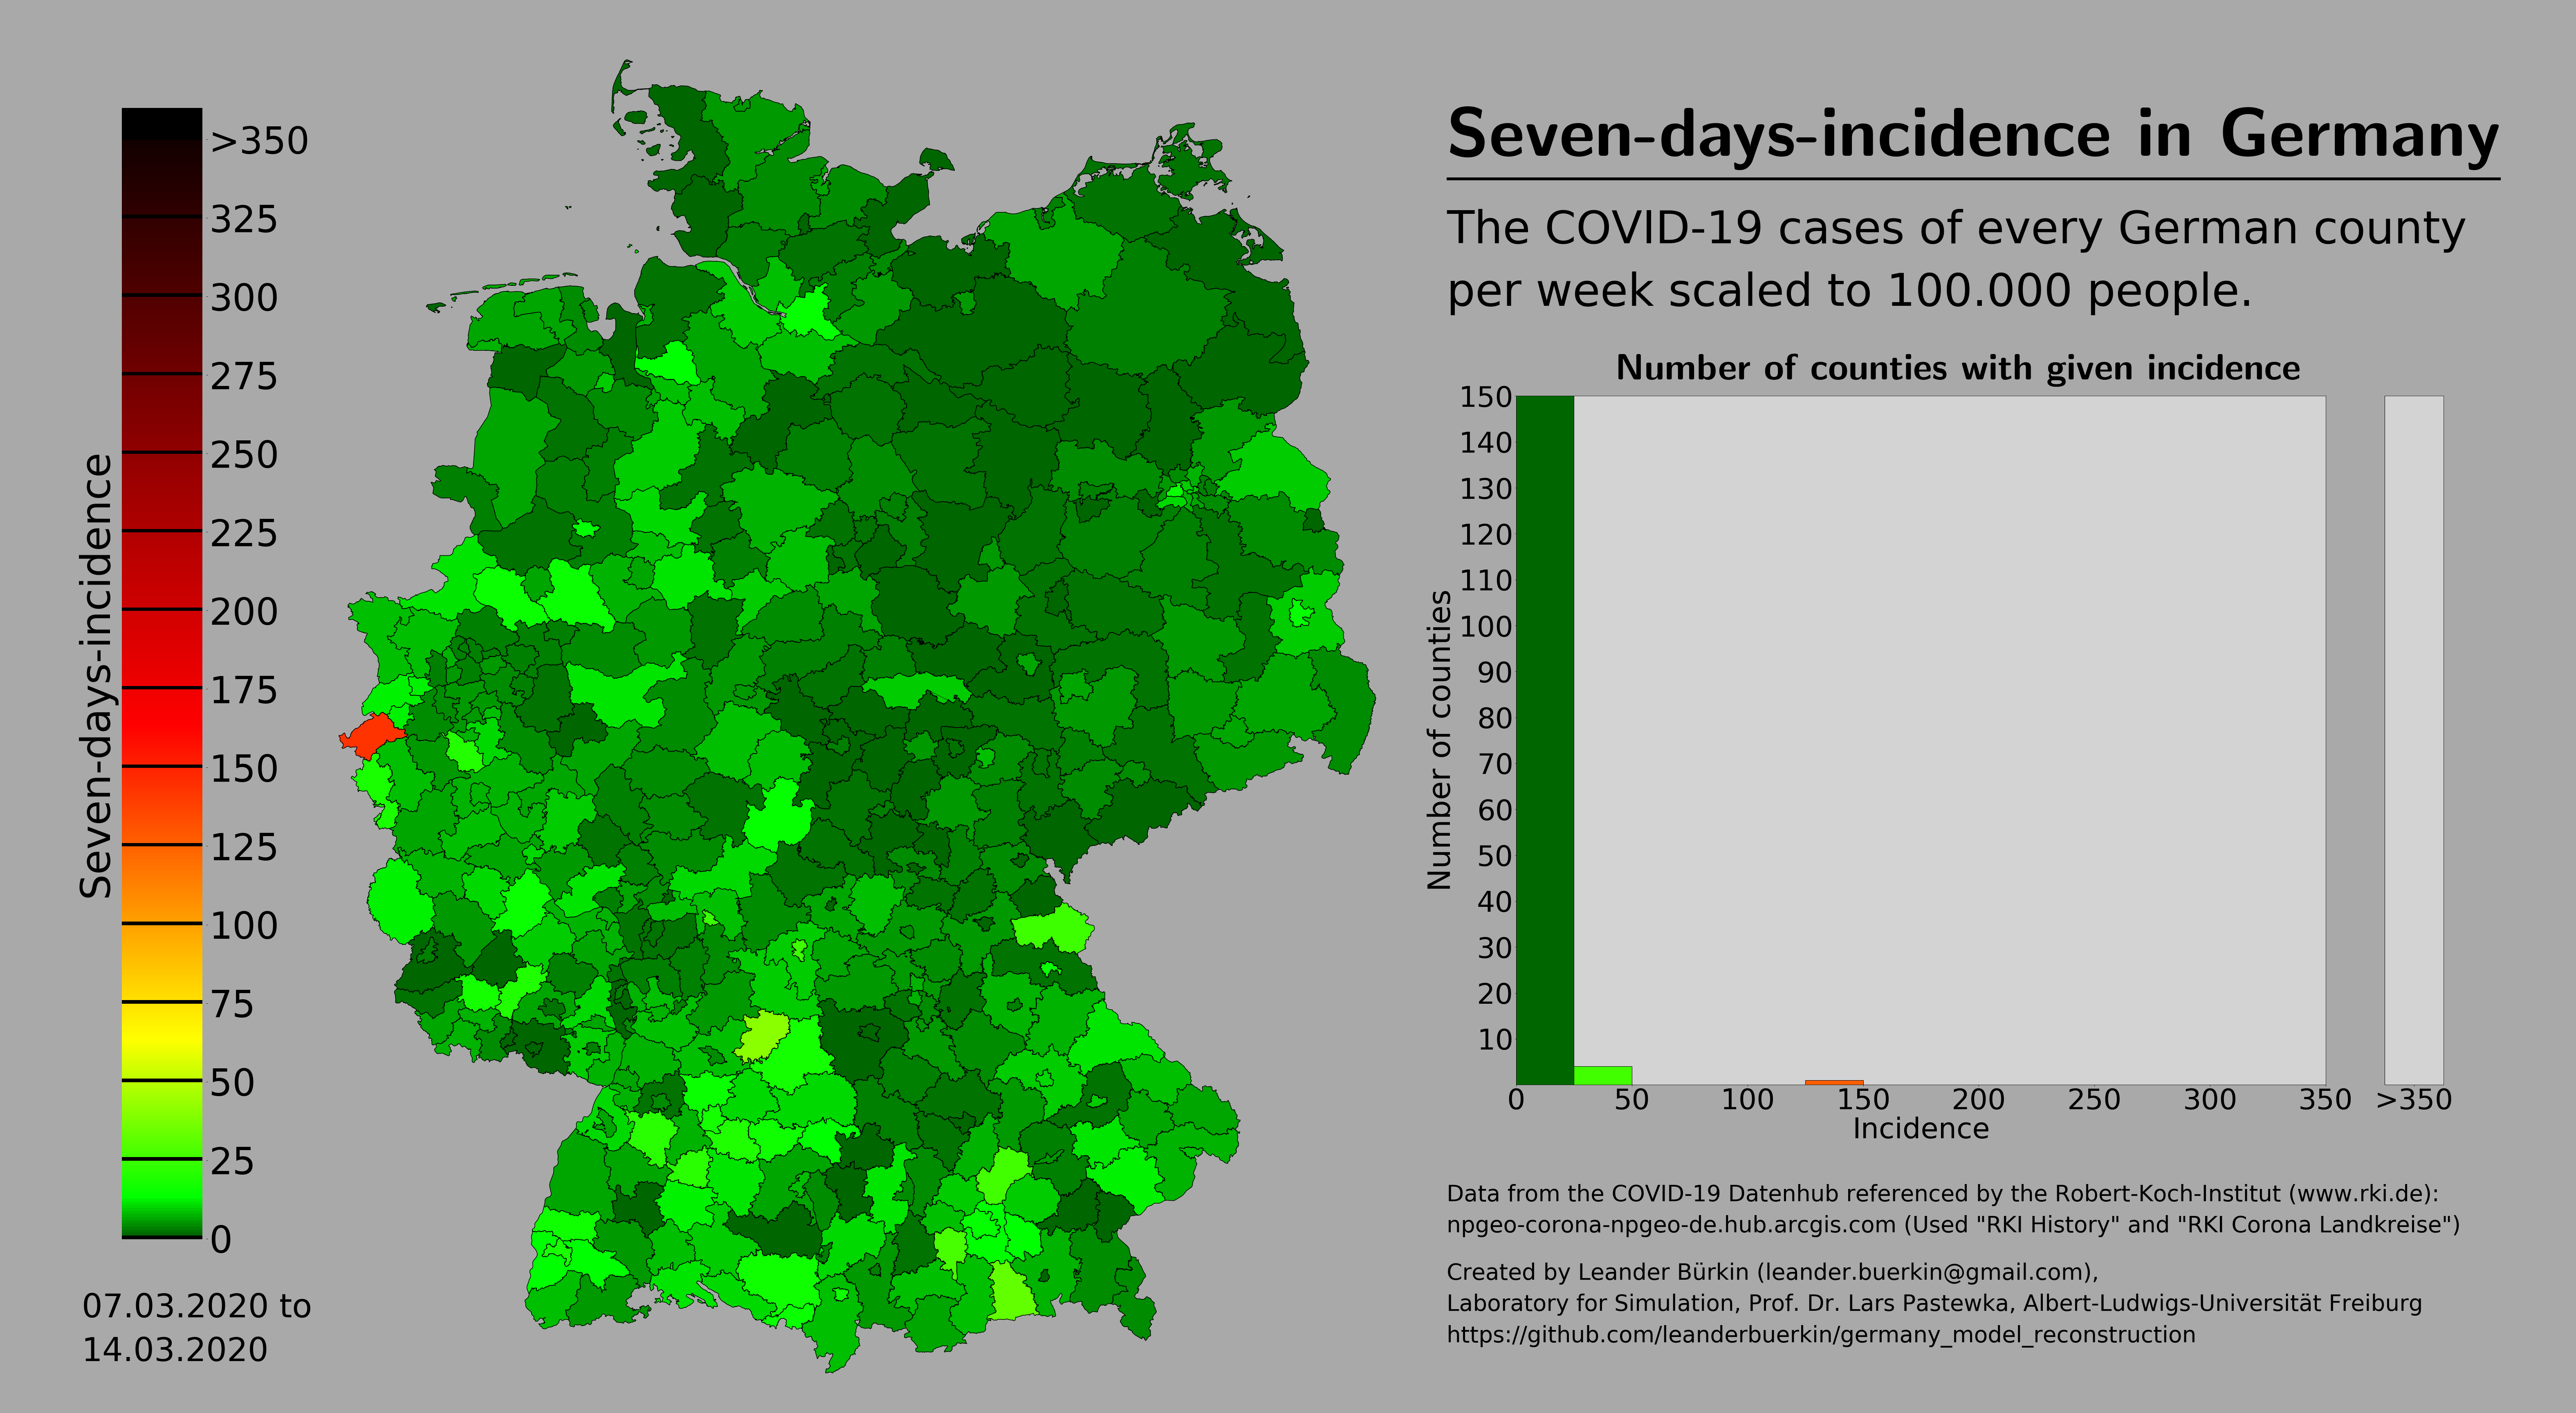 Seven-days-incidence in Germany
The COVID-19 cases of every German county
per week scaled to 100.000 people.
Seven-days-incidence
>350
325
300
275
250
225
200
175
150
125
100
75
50
25
0
07.03.2020 to
14.03.2020
Number of counties with given incidence
Number of counties
150
140
130
120
110
100
90
80
70
60
50
40
30
20
10
0 50 100 150 200 250 300 350 >350
Incidence
Data from the COVID-19 Datenhub referenced by the Robert-Koch-Institut (www.rki.de):
npgeo-corona-npgeo-de.hub.arcgis.com (Used "RKI History" and "RKI Corona Landkreise")
Created by Leander Bürkin (leander.buerkin@gmail.com),
Laboratory for Simulation, Prof. Dr. Lars Pastewka, Albert-Ludwigs-Universität Freiburg
https://github.com/leanderbuerkin/germany_model_reconstruction